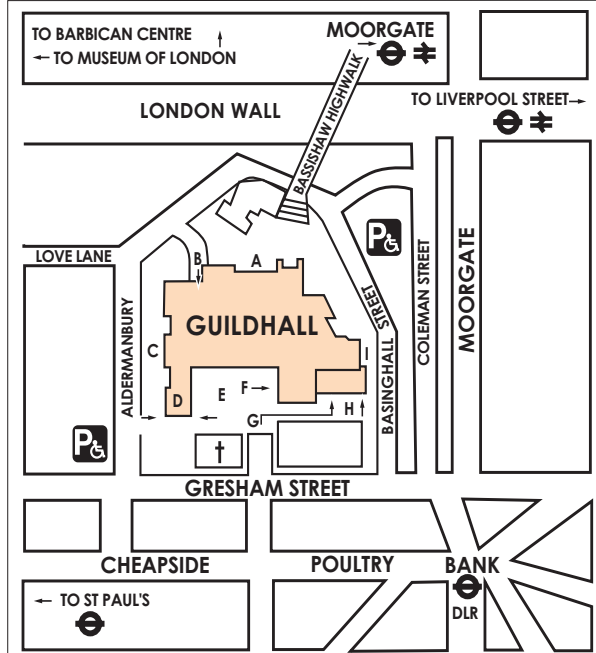 TO BARBICAN CENTRE
TO MUSEUM OF LONDON
MOORGATE
TO LIVERPOOL STREET
LONDON WALL
BASSISHAW HIGHWALK
P
LOVE LANE
B
A
GUILDHALL
ALDERMANBURY
C
D
E
F
G
H
I
BASINGHALL STREET
COLEMAN STREET
MOORGATE
P
GRESHAM STREET
CHEAPSIDE
POULTRY
BANK
DLR
TO ST PAUL'S